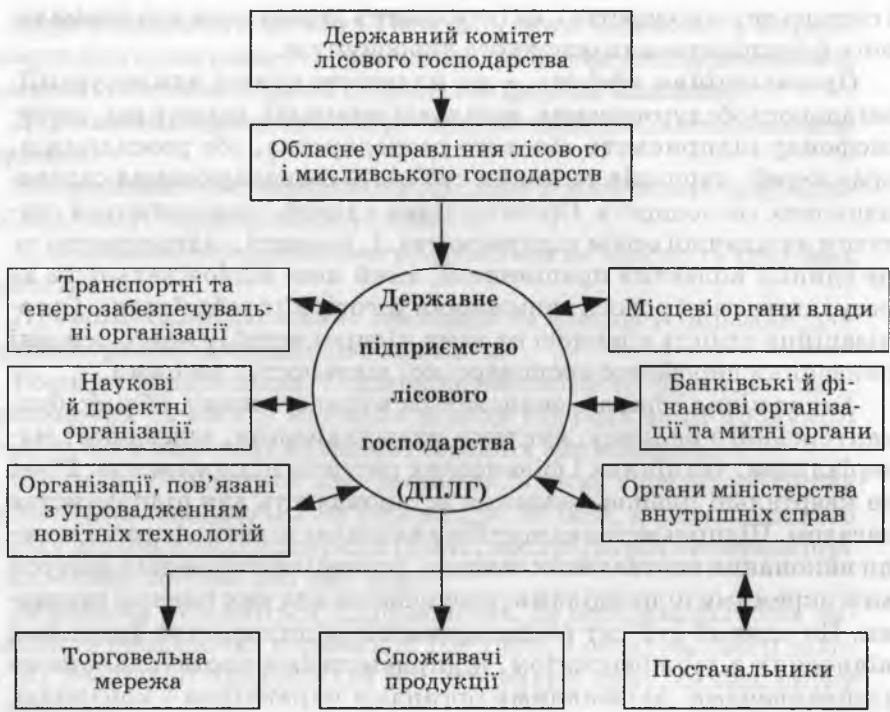 Державний комітет
лісового господарства
Обласне управління лісового
і мисливського господарств
Транспортні та
енергозабезпечуваль-
ні організації
Наукові
й проектні
організації
Організації, пов’язані
з упровадженням
новітніх технологій
Державне
підприємство
лісового
господарства
(ДПЛГ)
Місцеві органи влади
Банківські й фі-
нансові організа-
ції та митні органи
Органи міністерства
внутрішніх справ
Торговельна
мережа
Споживачі
продукції
Постачальники